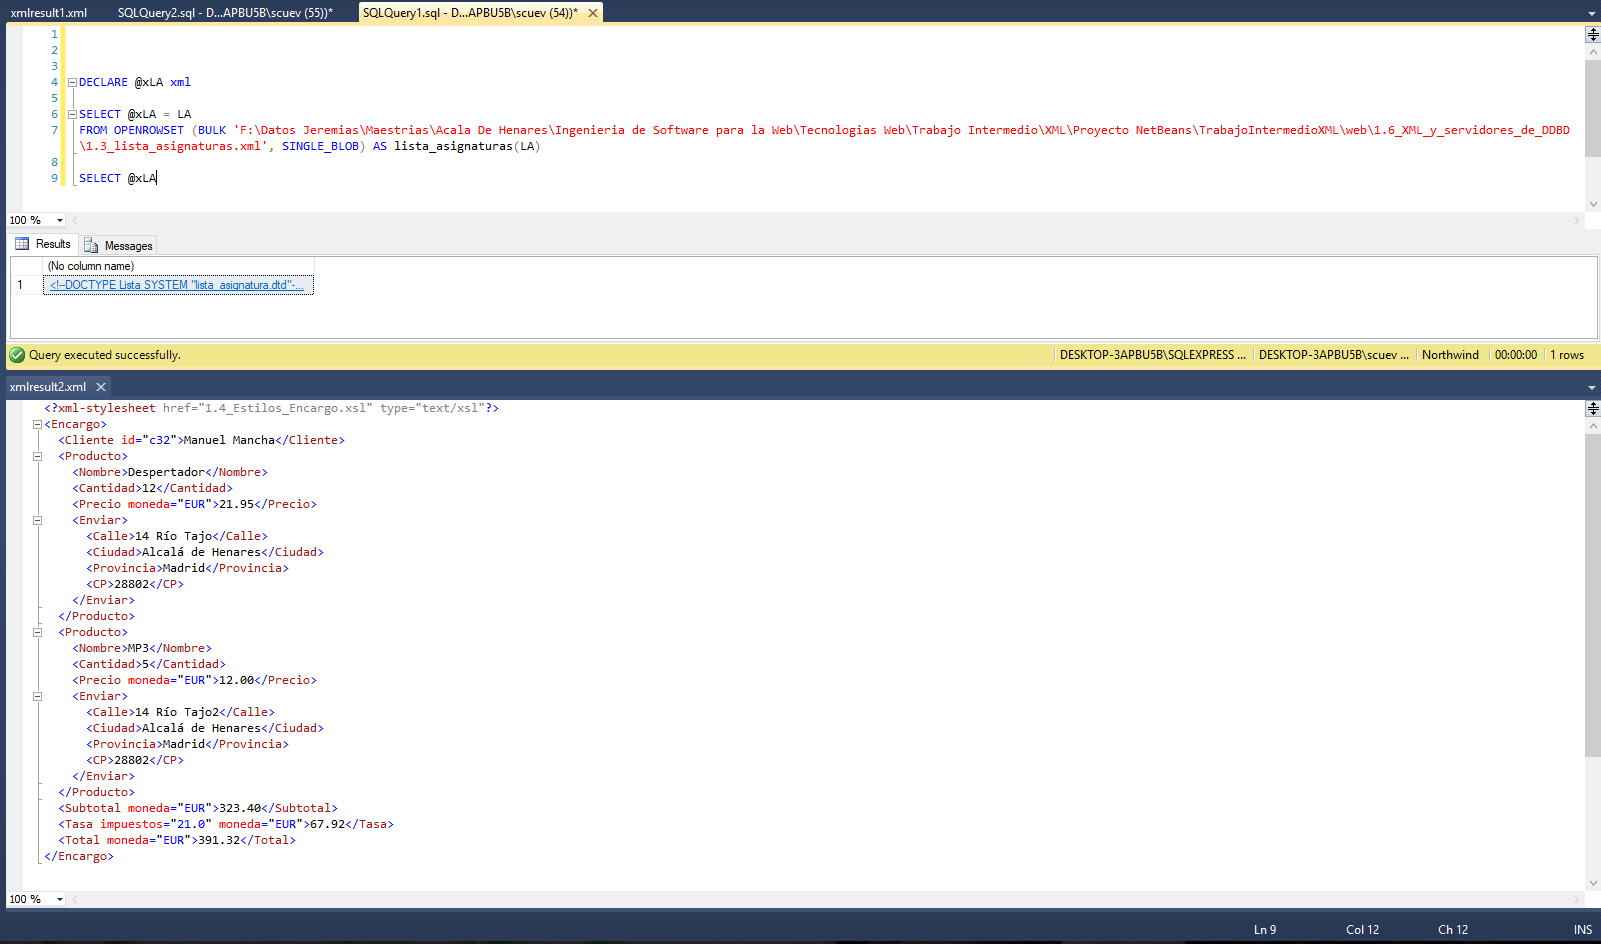 xmlresult1.xml SQLQuery2.sql - D...APBU5B\scuev (55))* SQLQuery1.sql - D...APBU5B\scuev (54))*
1
2
3
4 DECLARE @xLA xml
5
6 SELECT @xLA = LA
7 FROM OPENROWSET (BULK 'F:\Datos Jeremias\Maestrias\Acala De Henares\Ingenieria de Software para la Web\Tecnologias Web\Trabajo Intermedio\XML\Proyecto NetBeans\TrabajoIntermedioXML\web\1.6_XML_y_servidores_de_DDBD
\1.3_lista_asignaturas.xml', SINGLE_BLOB) AS lista_asignaturas(LA)
8
9 SELECT @xLA
100 %
Results Messages
(No column name)
1 <!--DOCTYPE Lista SYSTEM "lista_asignatura.dtd"-...
Query executed successfully. DESKTOP-3APBU5B\SQLEXPRESS ... DESKTOP-3APBU5B\scuev ... Northwind 00:00:00 1 rows
xmlresult2.xml
<?xml-stylesheet href="1.4_Estilos_Encargo.xsl" type="text/xsl"?>
<Encargo>
<Cliente id="c32">Manuel Mancha</Cliente>
<Producto>
<Nombre>Despertador</Nombre>
<Cantidad>12</Cantidad>
<Precio moneda="EUR">21.95</Precio>
<Enviar>
<Calle>14 Río Tajo</Calle>
<Ciudad>Alcalá de Henares</Ciudad>
<Provincia>Madrid</Provincia>
<CP>28802</CP>
</Enviar>
</Producto>
<Producto>
<Nombre>MP3</Nombre>
<Cantidad>5</Cantidad>
<Precio moneda="EUR">12.00</Precio>
<Enviar>
<Calle>14 Río Tajo2</Calle>
<Ciudad>Alcalá de Henares</Ciudad>
<Provincia>Madrid</Provincia>
<CP>28802</CP>
</Enviar>
</Producto>
<Subtotal moneda="EUR">323.40</Subtotal>
<Tasa impuestos="21.0" moneda="EUR">67.92</Tasa>
<Total moneda="EUR">391.32</Total>
</Encargo>
100 %
Ln 9 Col 12 Ch 12 INS